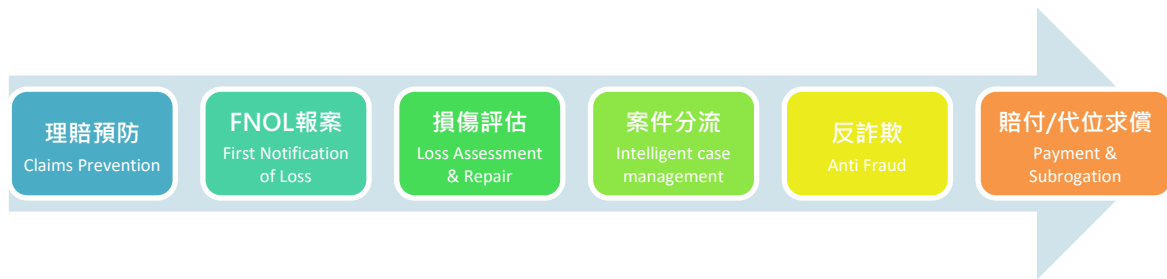 理賠預防
Claims Prevention
FNOL報案
First Notification
of Loss
損傷評估
Loss Assessment
& Repair
案件分流
Intelligent case
management
反詐欺
Anti Fraud
賠付/代位求償
Payment &
Subrogation